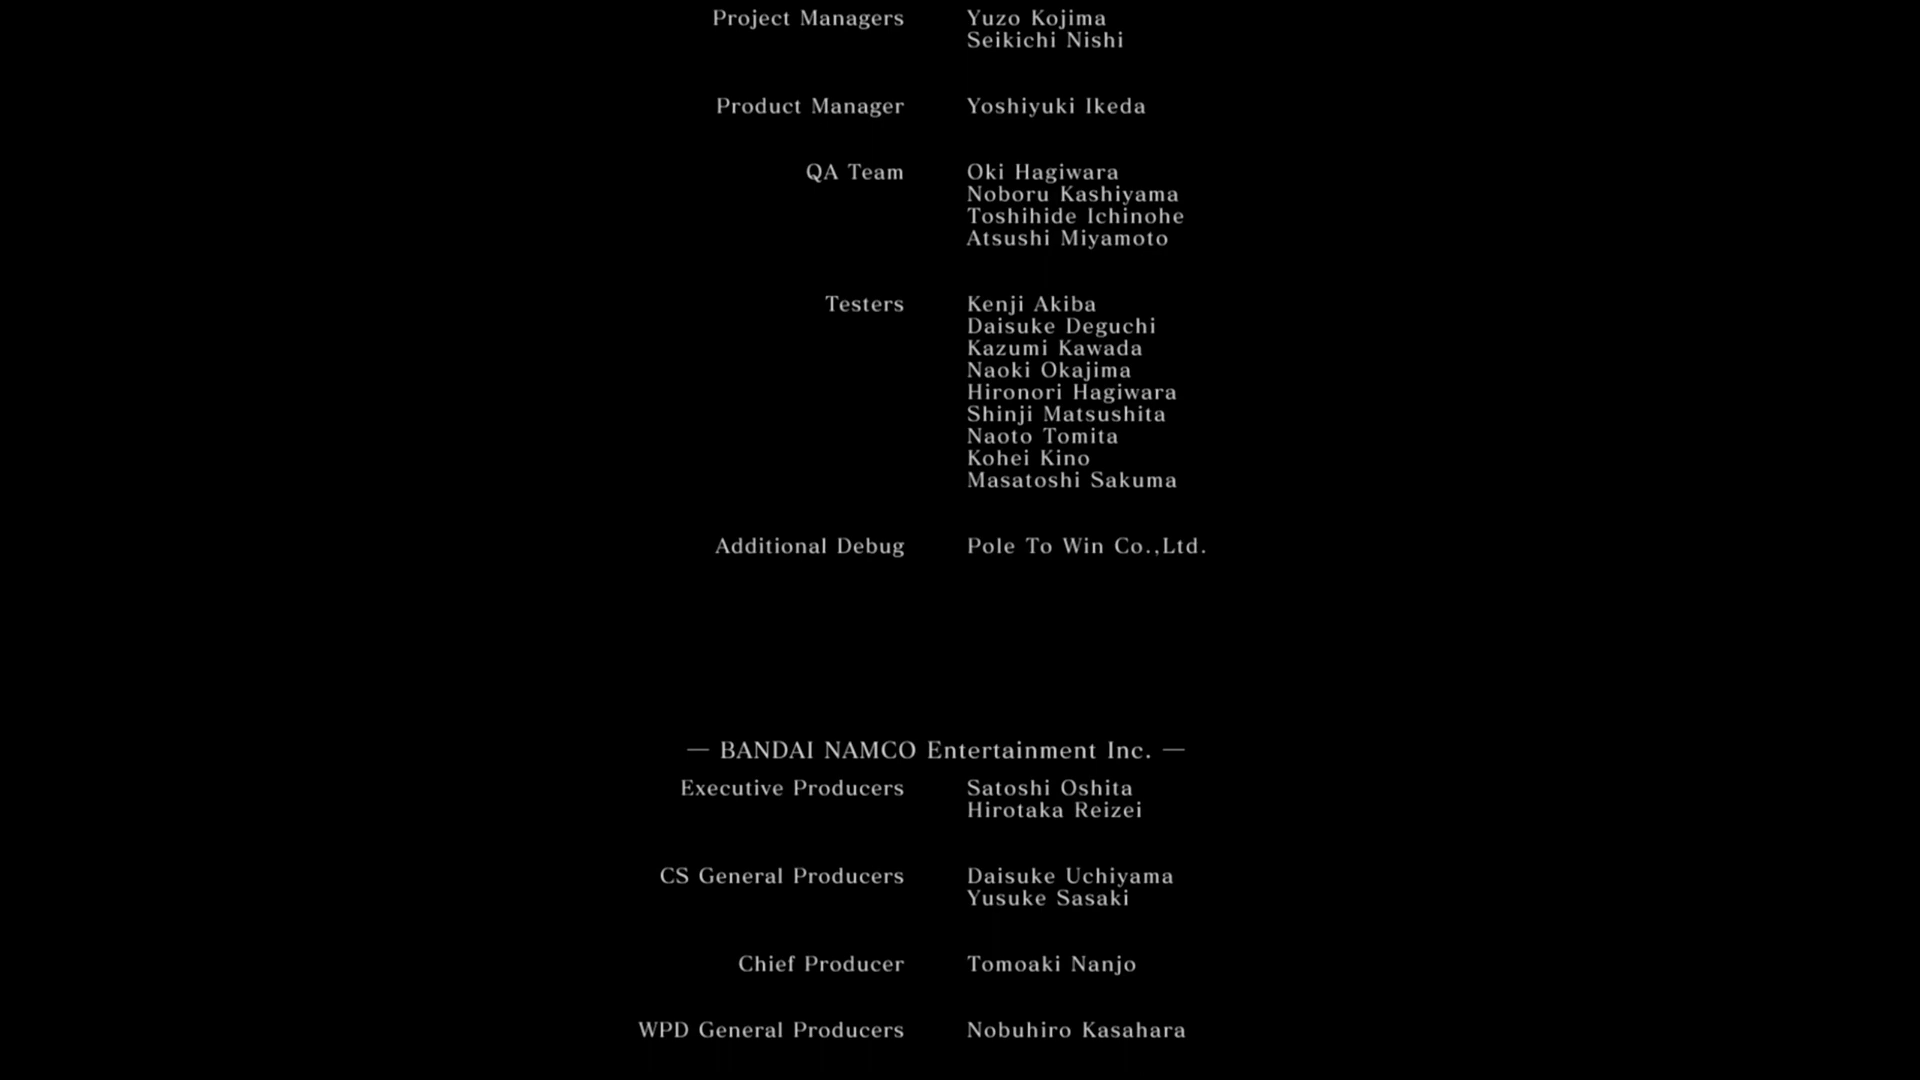 Project Managers Yuzo Kojima
Seikichi Nishi
Product Manager Yoshiyuki Ikeda
QA Team Oki Hagiwara
Noboru Kashiyama
Toshihide Ichinohe
Atsushi Miyamoto
Testers Kenji Akiba
Daisuke Deguchi
Kazumi Kawada
Naoki Okajima
Hironori Hagiwara
Shinji Matsushita
Naoto Tomita
Kohei Kino
Masatoshi Sakuma
Additional Debug Pole To Win Co.,Ltd.
— BANDAI NAMCO Entertainment Inc. —
Executive Producers Satoshi Oshita
Hirotaka Reizei
CS General Producers Daisuke Uchiyama
Yusuke Sasaki
Chief Producer Tomoaki Nanjo
WPD General Producers Nobuhiro Kasahara